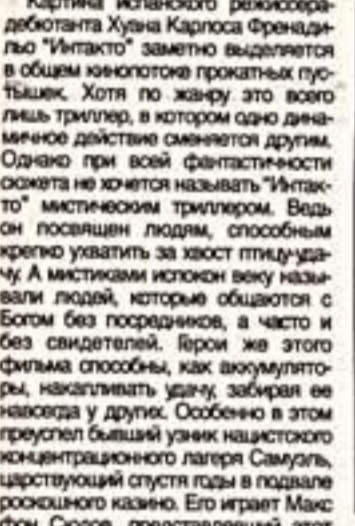 Картина испанского режиссера-
дебютанта Хуана Карлоса Френади-
льо "Интакто" заметно выделяется
в общем кинопотоке прокатных пус-
тышек. Хотя по жанру это всего
лишь триллер, в котором одно дина-
мичное действие сменяется другим.
Однако при всей фантастичности
сюжета не хочется называть "Интак-
то" мистическим триллером. Ведь
он посвящен людям, способным
крепко ухватить за хвост птицу-уда-
чу. А мистиками испокон веку назы-
вали людей, которые общаются с
Богом без посредников, а часто и
без свидетелей. Герои же этого
фильма способны, как аккумулято-
ры, накапливать удачу, забирая ее
навсегда у других. Особенно в этом
преуспел бывший узник нацистского
концентрационного лагеря Самуэль,
царствующий спустя годы в подвале
роскошного казино. Его играет Макс
фон Сюдов,